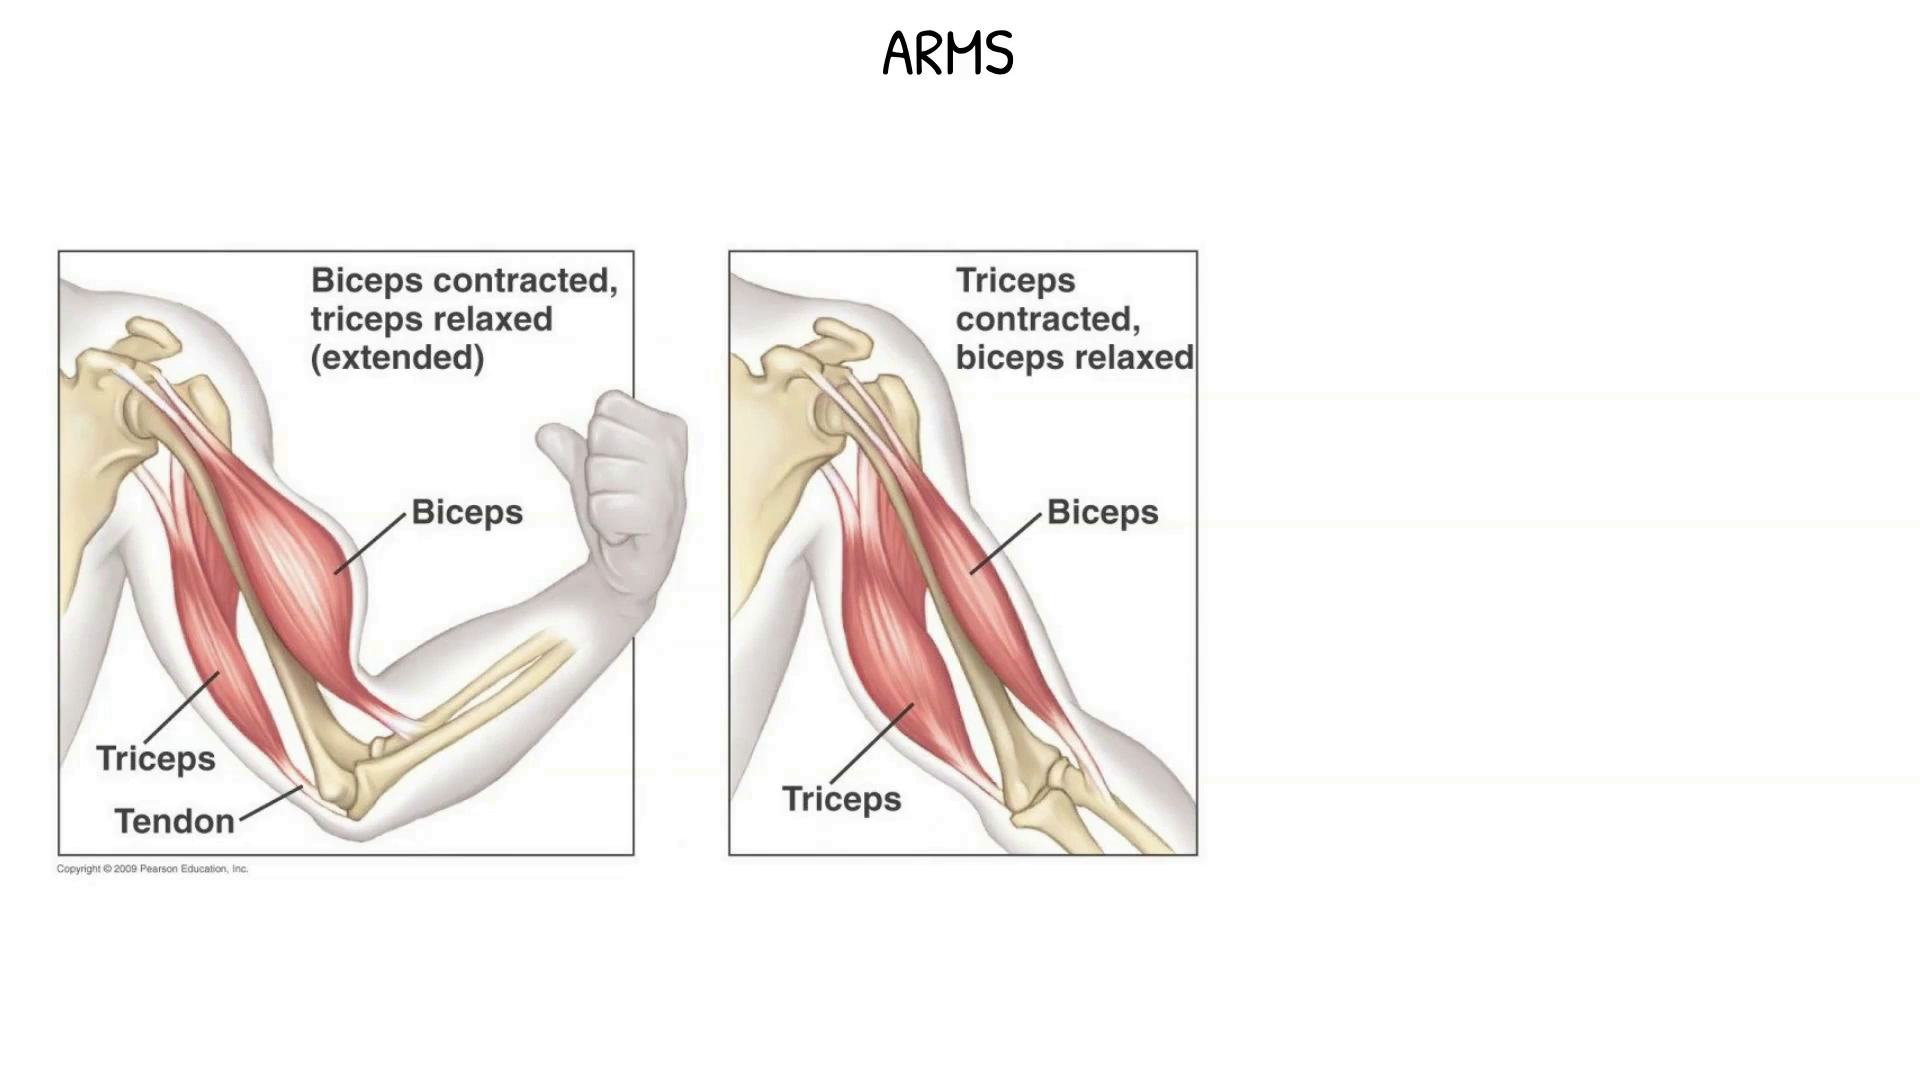 ARMS
Biceps contracted,
triceps relaxed
(extended)
Biceps
Triceps
Tendon
Copyright © 2009 Pearson Education, Inc.
Triceps
contracted,
biceps relaxed
Biceps
Triceps